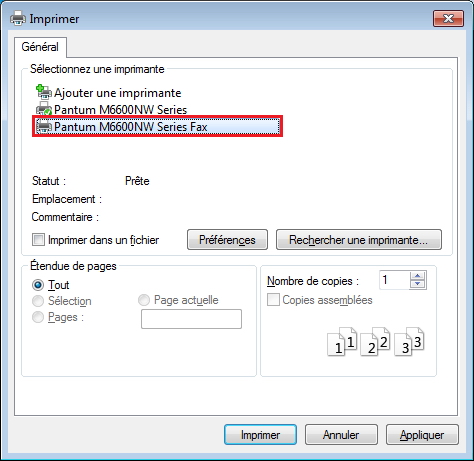 Imprimer
Général
Sélectionnez une imprimante
Ajouter une imprimante
Pantum M6600NW Series
Pantum M6600NW Series Fax
Statut : Prête
Emplacement :
Commentaire :
Imprimer dans un fichier Préférences Rechercher une imprimante...
Étendue de pages
Tout
Sélection Page actuelle
Pages :
Nombre de copies : 1
Copies assemblées
1 1 2 2 3 3
Imprimer Annuler Appliquer